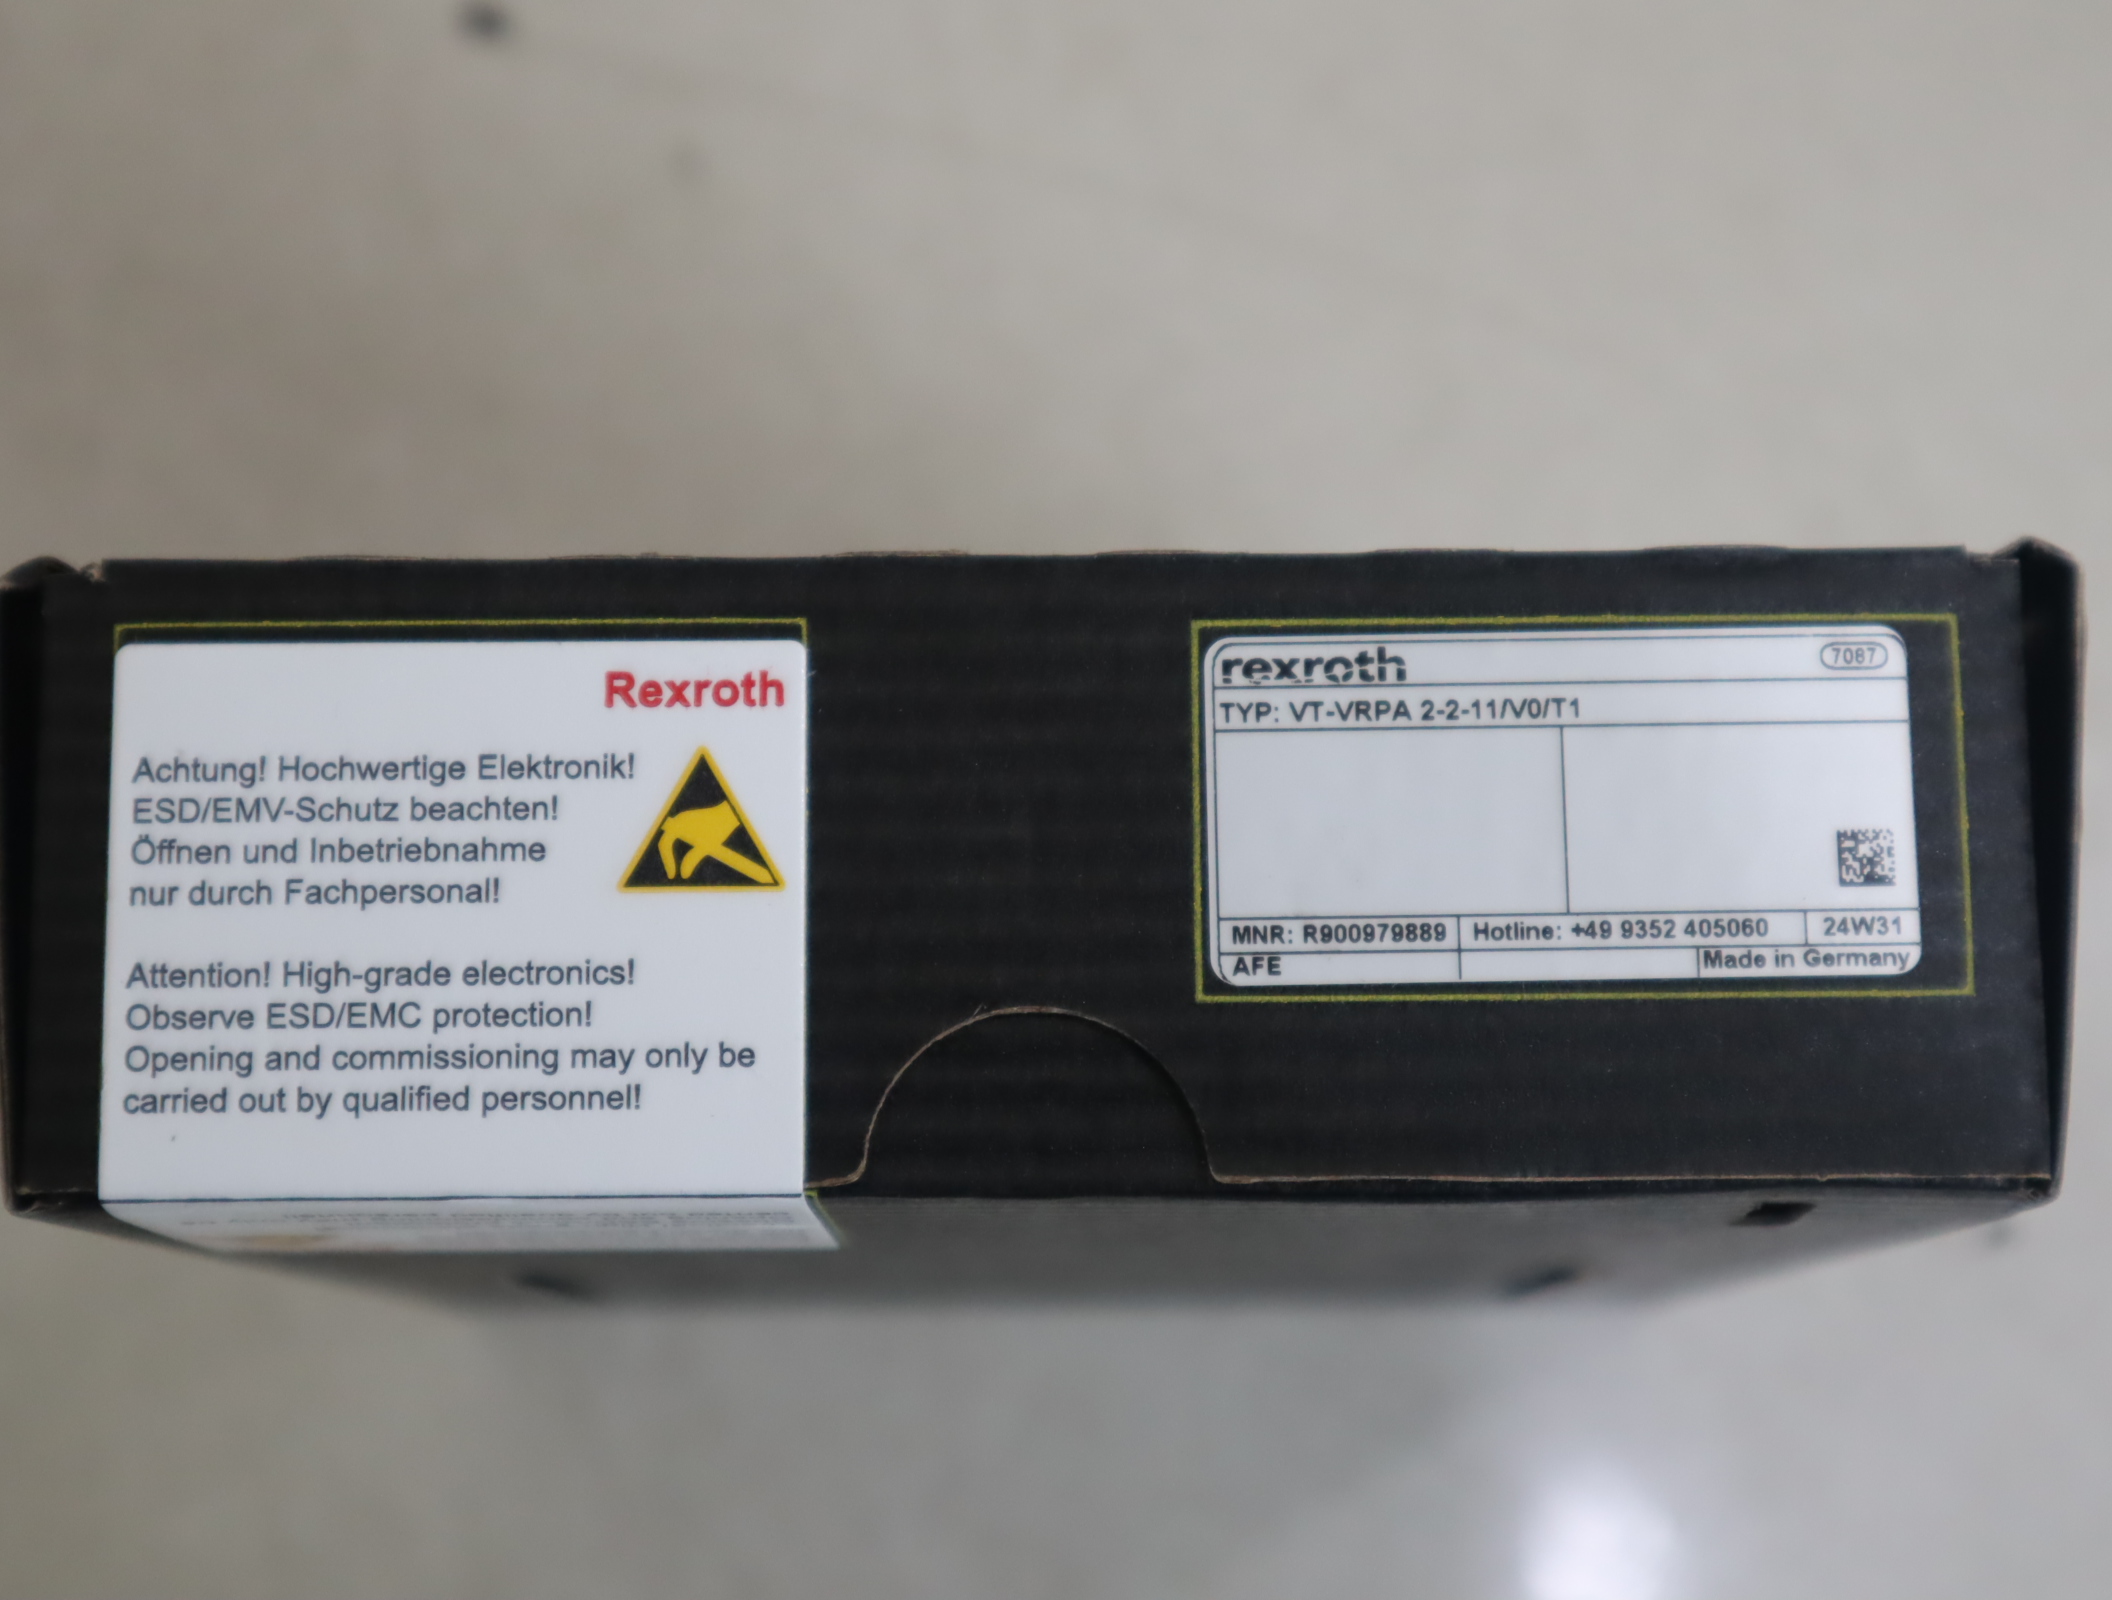 Rexroth
Achtung! Hochwertige Elektronik!
ESD/EMV-Schutz beachten!
Öffnen und Inbetriebnahme
nur durch Fachpersonal!
Attention! High-grade electronics!
Observe ESD/EMC protection!
Opening and commissioning may only be
carried out by qualified personnel!
rexroth 7087
TYP: VT-VRPA 2-2-11/V0/T1
MNR: R900979889 Hotline: +49 9352 405060 24W31
AFE Made in Germany